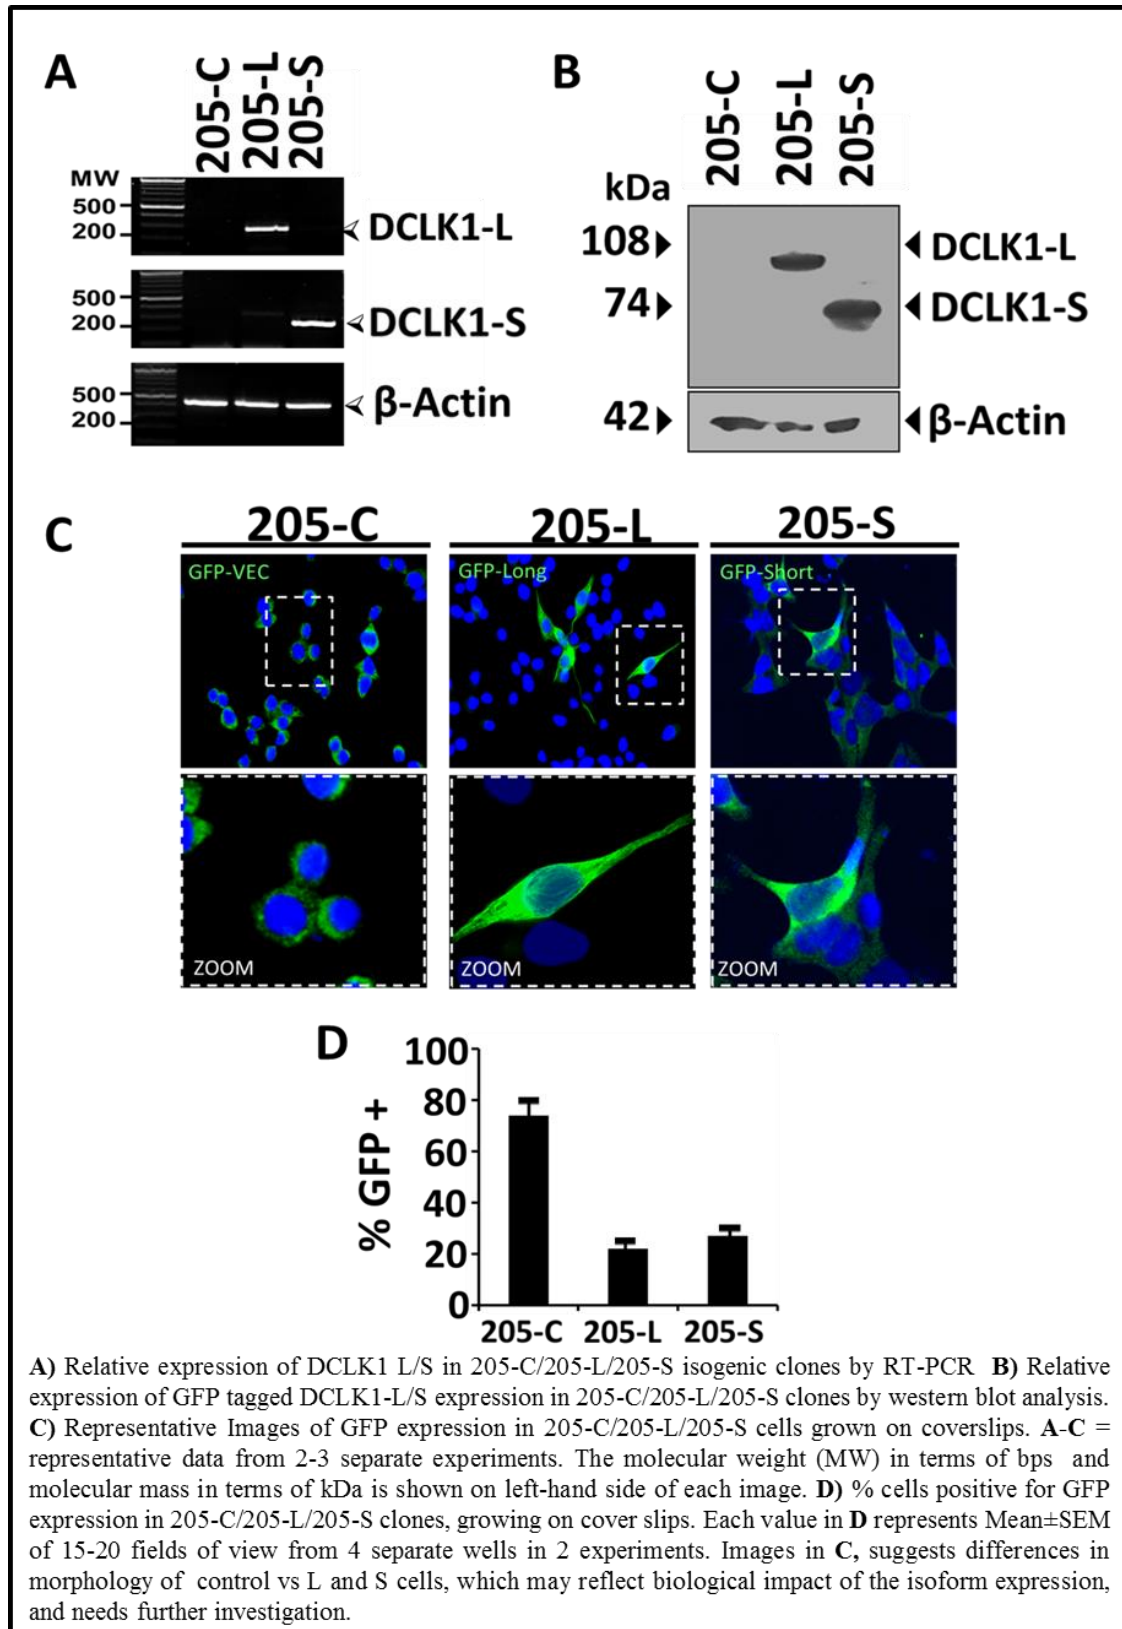 A
205-C
205-L
205-S
MW
500
200
DCLK1-L
500
200
DCLK1-S
500
200
β-Actin
B
205-C
205-L
205-S
kDa
108
DCLK1-L
74
DCLK1-S
42
β-Actin
C
205-C
205-L
205-S
GFP-VEC
GFP-Long
GFP-Short
ZOOM
ZOOM
ZOOM
D
% GFP +
100
80
60
40
20
0
205-C 205-L 205-S
A) Relative expression of DCLK1 L/S in 205-C/205-L/205-S isogenic clones by RT-PCR B) Relative
expression of GFP tagged DCLK1-L/S expression in 205-C/205-L/205-S clones by western blot analysis.
C) Representative Images of GFP expression in 205-C/205-L/205-S cells grown on coverslips. A-C =
representative data from 2-3 separate experiments. The molecular weight (MW) in terms of bps and
molecular mass in terms of kDa is shown on left-hand side of each image. D) % cells positive for GFP
expression in 205-C/205-L/205-S clones, growing on cover slips. Each value in D represents Mean±SEM
of 15-20 fields of view from 4 separate wells in 2 experiments. Images in C, suggests differences in
morphology of control vs L and S cells, which may reflect biological impact of the isoform expression,
and needs further investigation.